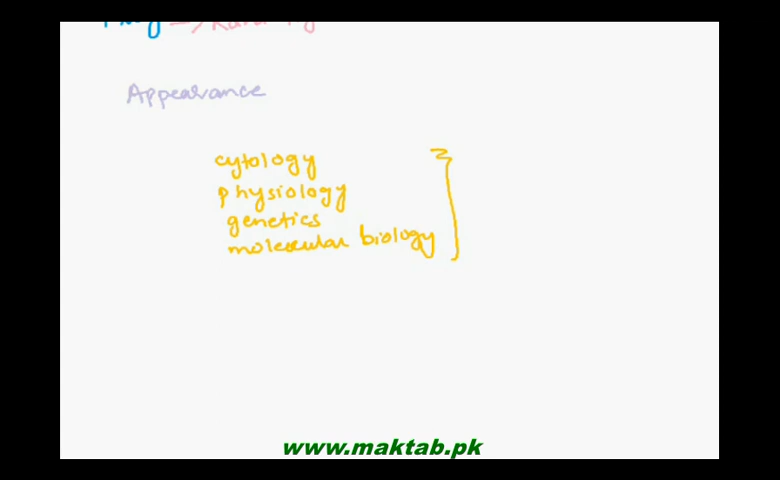 Appearance
cytology
physiology
genetics
molecular biology
www.maktab.pk